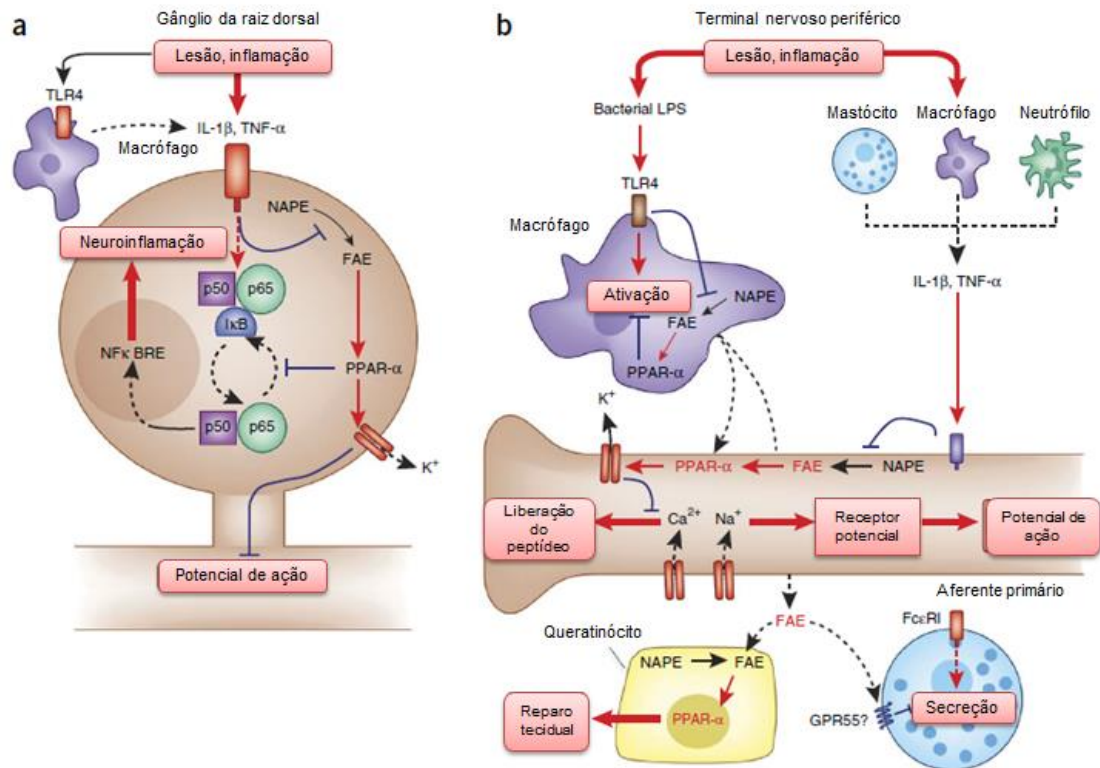 a
Gânglio da raiz dorsal
Lesão, inflamação
TLR4
IL-1β, TNF-α
Macrófago
NAPE
Neuroinflamação
FAE
p50
p65
IκB
NFκ BRE
PPAR-α
p50
p65
K+
Potencial de ação
b
Terminal nervoso periférico
Lesão, inflamação
Bacterial LPS
Mastócito
Macrófago
Neutrófilo
TLR4
Macrófago
Ativação
NAPE
FAE
PPAR-α
IL-1β, TNF-α
K+
PPAR-α
FAE
NAPE
Liberação
do
peptídeo
Ca2+
Na+
Receptor
potencial
Potencial de
ação
Aferente primário
FAE
FcεRI
Queratinócito
NAPE
FAE
PPAR-α
Reparo
tecidual
GPR55?
Secreção